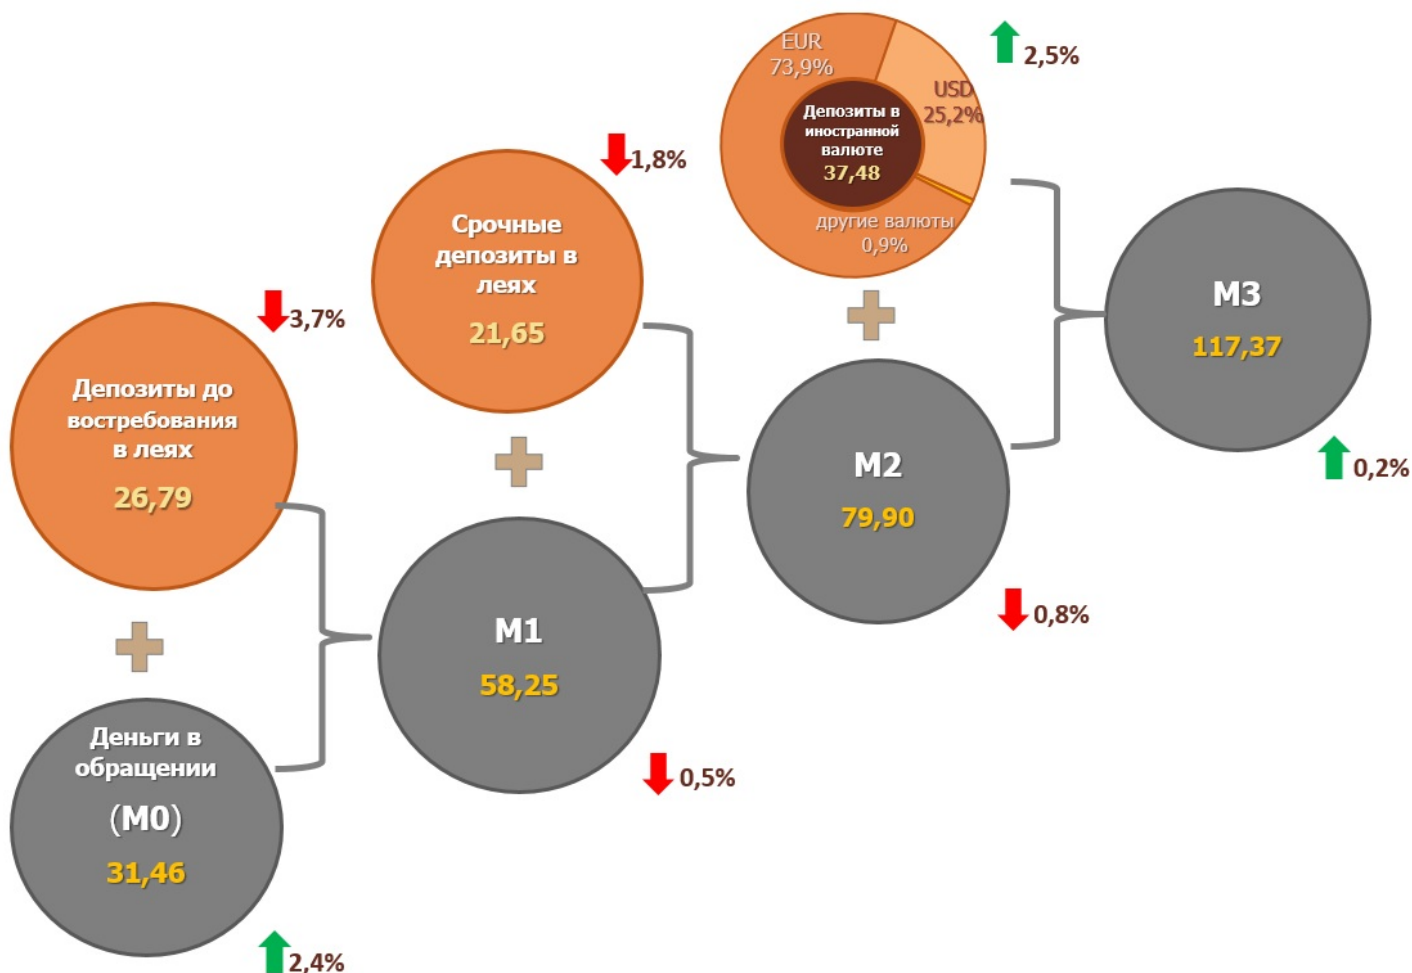 Депозиты до
востребования
в леях
26,79
3,7%
Деньги в
обращении
(M0)
31,46
2,4%
Срочные
депозиты в
леях
21,65
1,8%
M1
58,25
0,5%
EUR
73,9%
USD
25,2%
Депозиты в
иностранной
валюте
37,48
другие валюты
0,9%
2,5%
M2
79,90
0,8%
M3
117,37
0,2%